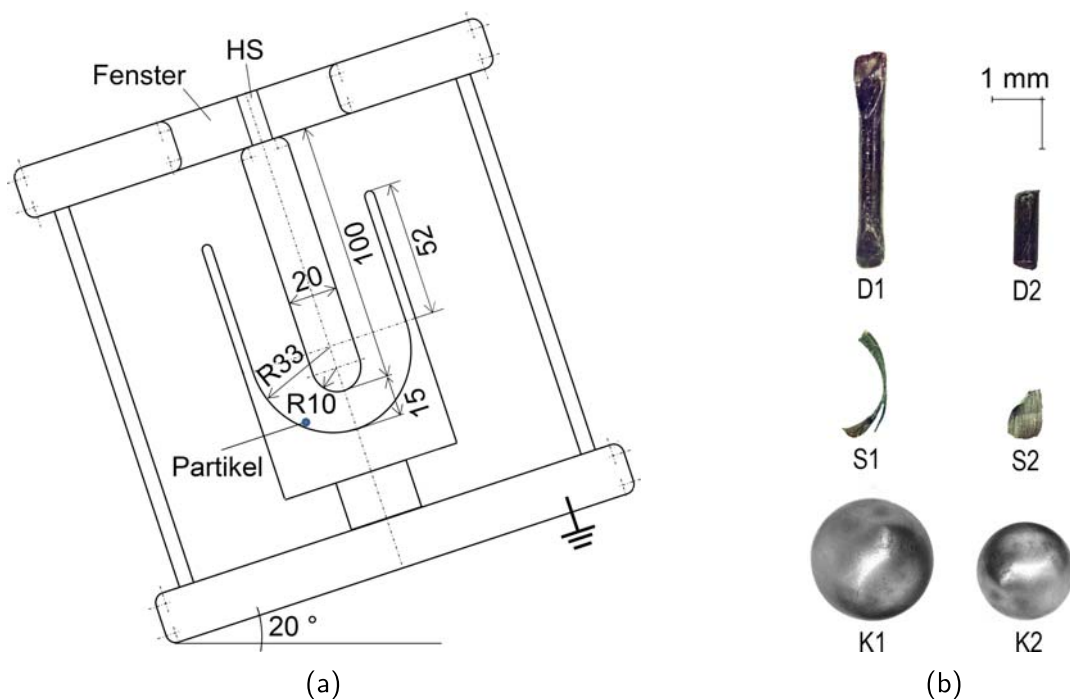 HS
Fenster
1 mm
100
52
20
R33
R10
15
Partikel
20 °
D1
D2
S1
S2
K1
K2
(a)
(b)